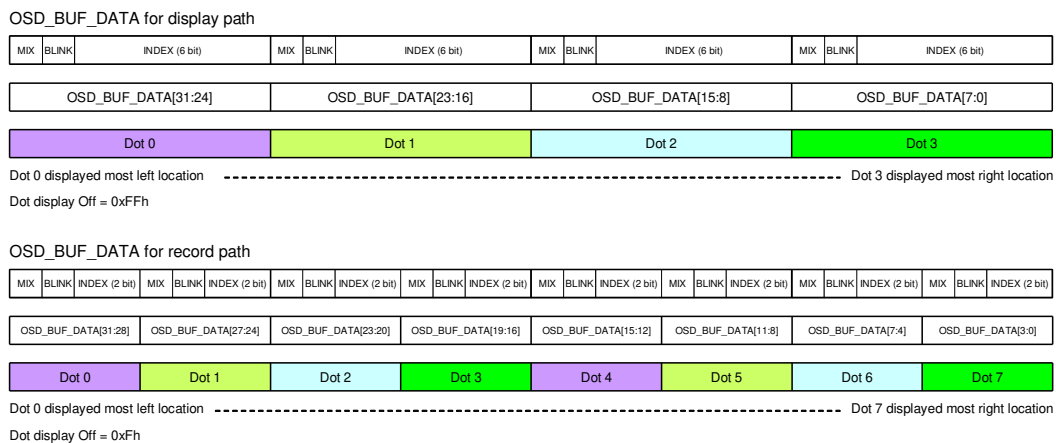 OSD_BUF_DATA for display path
MIX BLINK INDEX (6 bit) MIX BLINK INDEX (6 bit) MIX BLINK INDEX (6 bit) MIX BLINK INDEX (6 bit)
OSD_BUF_DATA[31:24] OSD_BUF_DATA[23:16] OSD_BUF_DATA[15:8] OSD_BUF_DATA[7:0]
Dot 0 Dot 1 Dot 2 Dot 3
Dot 0 displayed most left location Dot 3 displayed most right location
Dot display Off = 0xFFh
OSD_BUF_DATA for record path
MIX BLINK INDEX (2 bit) MIX BLINK INDEX (2 bit) MIX BLINK INDEX (2 bit) MIX BLINK INDEX (2 bit) MIX BLINK INDEX (2 bit) MIX BLINK INDEX (2 bit) MIX BLINK INDEX (2 bit) MIX BLINK INDEX (2 bit)
OSD_BUF_DATA[31:28] OSD_BUF_DATA[27:24] OSD_BUF_DATA[23:20] OSD_BUF_DATA[19:16] OSD_BUF_DATA[15:12] OSD_BUF_DATA[11:8] OSD_BUF_DATA[7:4] OSD_BUF_DATA[3:0]
Dot 0 Dot 1 Dot 2 Dot 3 Dot 4 Dot 5 Dot 6 Dot 7
Dot 0 displayed most left location Dot 7 displayed most right location
Dot display Off = 0xFh